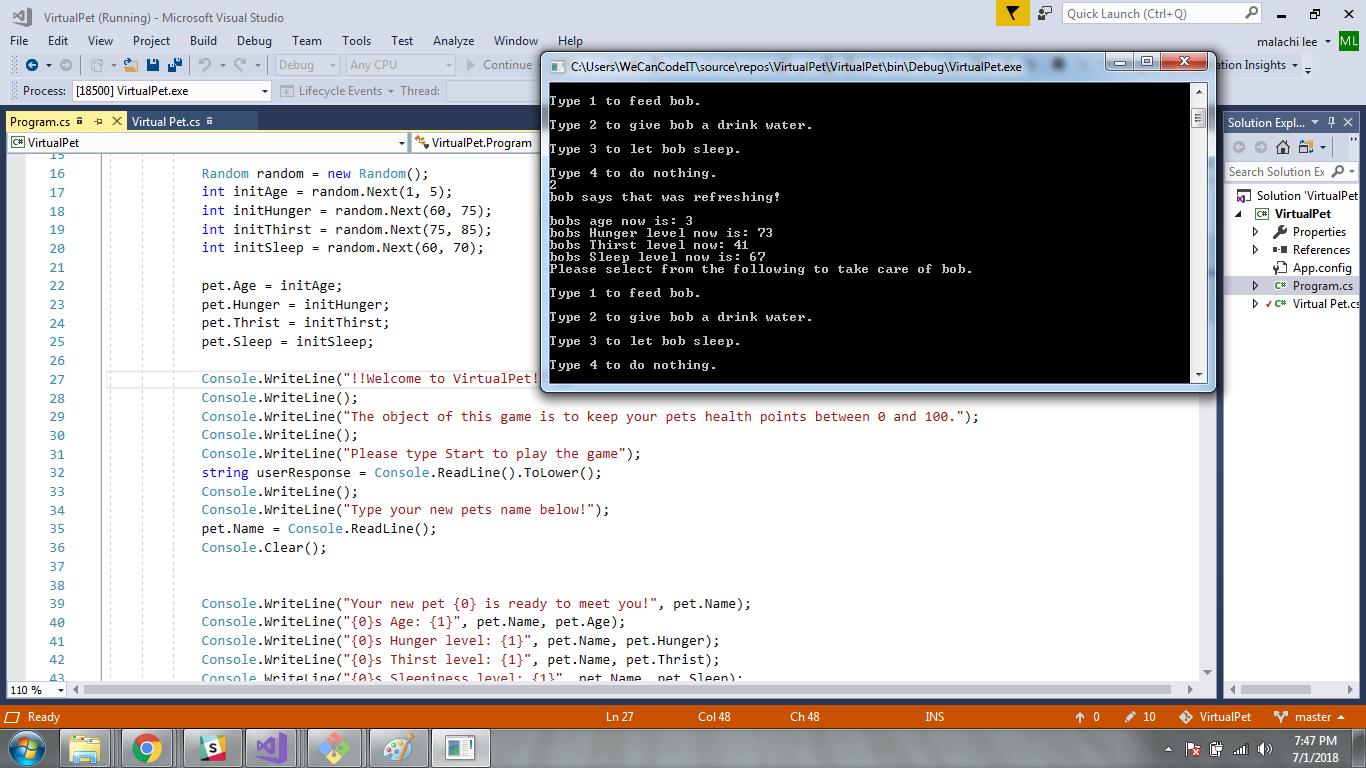 VirtualPet (Running) - Microsoft Visual Studio
Quick Launch (Ctrl+Q)
File Edit View Project Build Debug Team Tools Test Analyze Window Help
malachi lee ML
Debug Any CPU Continue
tion Insights
Process: [18500] VirtualPet.exe Lifecycle Events Thread:
Program.cs Virtual Pet.cs
VirtualPet VirtualPet.Program
15
16 Random random = new Random();
17 int initAge = random.Next(1, 5);
18 int initHunger = random.Next(60, 75);
19 int initThirst = random.Next(75, 85);
20 int initSleep = random.Next(60, 70);
21
22 pet.Age = initAge;
23 pet.Hunger = initHunger;
24 pet.Thrist = initThirst;
25 pet.Sleep = initSleep;
26
27 Console.WriteLine("!!Welcome to VirtualPet!
28 Console.WriteLine();
29 Console.WriteLine("The object of this game is to keep your pets health points between 0 and 100.");
30 Console.WriteLine();
31 Console.WriteLine("Please type Start to play the game");
32 string userResponse = Console.ReadLine().ToLower();
33 Console.WriteLine();
34 Console.WriteLine("Type your new pets name below!");
35 pet.Name = Console.ReadLine();
36 Console.Clear();
37
38
39 Console.WriteLine("Your new pet {0} is ready to meet you!", pet.Name);
40 Console.WriteLine("{0}s Age: {1}", pet.Name, pet.Age);
41 Console.WriteLine("{0}s Hunger level: {1}", pet.Name, pet.Hunger);
42 Console.WriteLine("{0}s Thirst level: {1}", pet.Name, pet.Thrist);
43 Console.WriteLine("{0}s Sleepiness level: {1}", pet.Name, pet.Sleep);
110 %
C:\Users\WeCanCodeIT\source\repos\VirtualPet\VirtualPet\bin\Debug\VirtualPet.exe
Type 1 to feed bob.
Type 2 to give bob a drink water.
Type 3 to let bob sleep.
Type 4 to do nothing.
2
bob says that was refreshing!
bobs age now is: 3
bobs Hunger level now is: 73
bobs Thirst level now: 41
bobs Sleep level now is: 67
Please select from the following to take care of bob.
Type 1 to feed bob.
Type 2 to give bob a drink water.
Type 3 to let bob sleep.
Type 4 to do nothing.
Solution Expl...
Search Solution Ex
Solution 'VirtualPet
C# VirtualPet
Properties
References
App.config
C# Program.cs
C# Virtual Pet.cs
Ready Ln 27 Col 48 Ch 48 INS 0 10 VirtualPet master
7:47 PM
7/1/2018